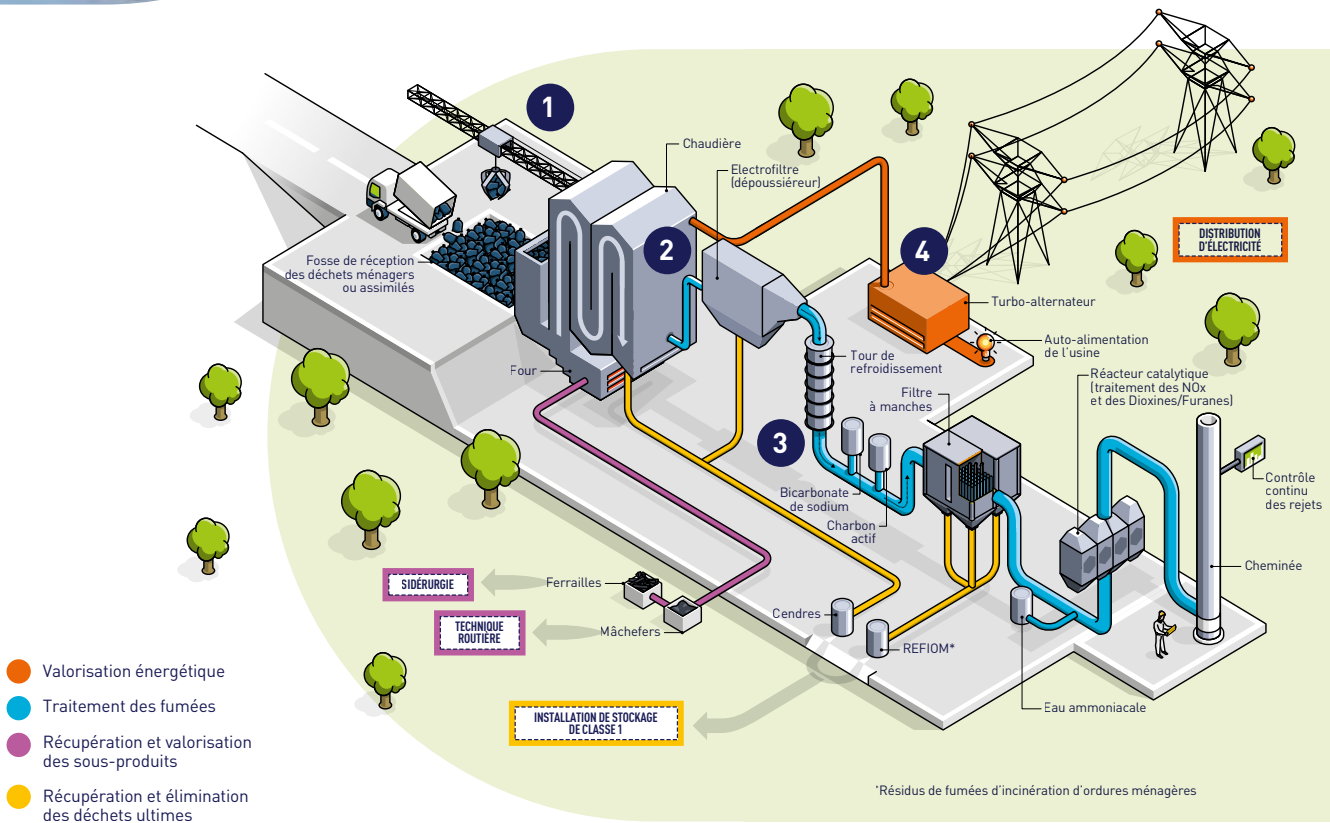 1
Chaudière
Electrofiltre
(dépoussiéreur)
2
4
DISTRIBUTION
D'ÉLECTRICITÉ
Fosse de réception
des déchets ménagers
ou assimilés
Turbo-alternateur
Auto-alimentation
de l'usine
Tour de
refroidissement
Four
Réacteur catalytique
(traitement des NOx
et des Dioxines/Furanes)
Filtre
à manches
3
Bicarbonate
de sodium
Charbon
actif
Contrôle
continu
des rejets
Cheminée
SIDÉRURGIE
Ferrailles
TECHNIQUE
ROUTIÈRE
Mâchefers
Cendres
REFIOM*
Eau ammoniacale
INSTALLATION DE STOCKAGE
DE CLASSE 1
Valorisation énergétique
Traitement des fumées
Récupération et valorisation
des sous-produits
Récupération et élimination
des déchets ultimes
*Résidus de fumées d'incinération d'ordures ménagères